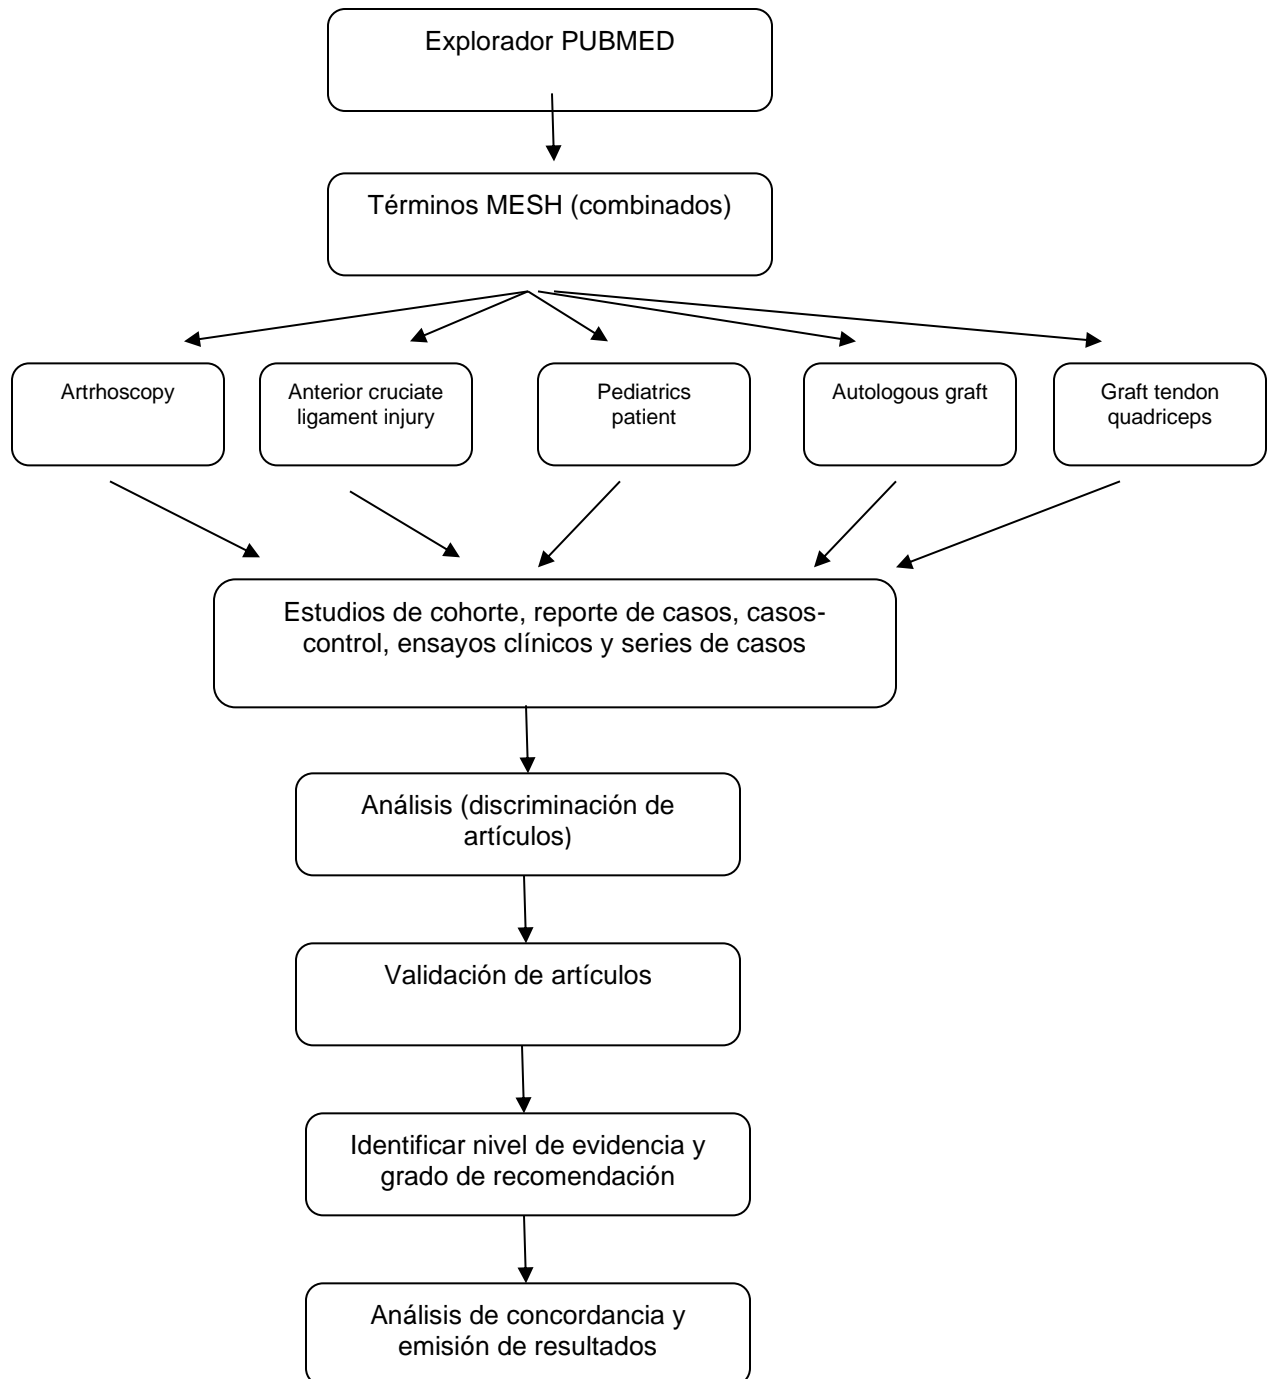 Explorador PUBMED
Términos MESH (combinados)
Artrhoscopy
Anterior cruciate
ligament injury
Pediatrics
patient
Autologous graft
Graft tendon
quadriceps
Estudios de cohorte, reporte de casos, casos-
control, ensayos clínicos y series de casos
Análisis (discriminación de
artículos)
Validación de artículos
Identificar nivel de evidencia y
grado de recomendación
Análisis de concordancia y
emisión de resultados